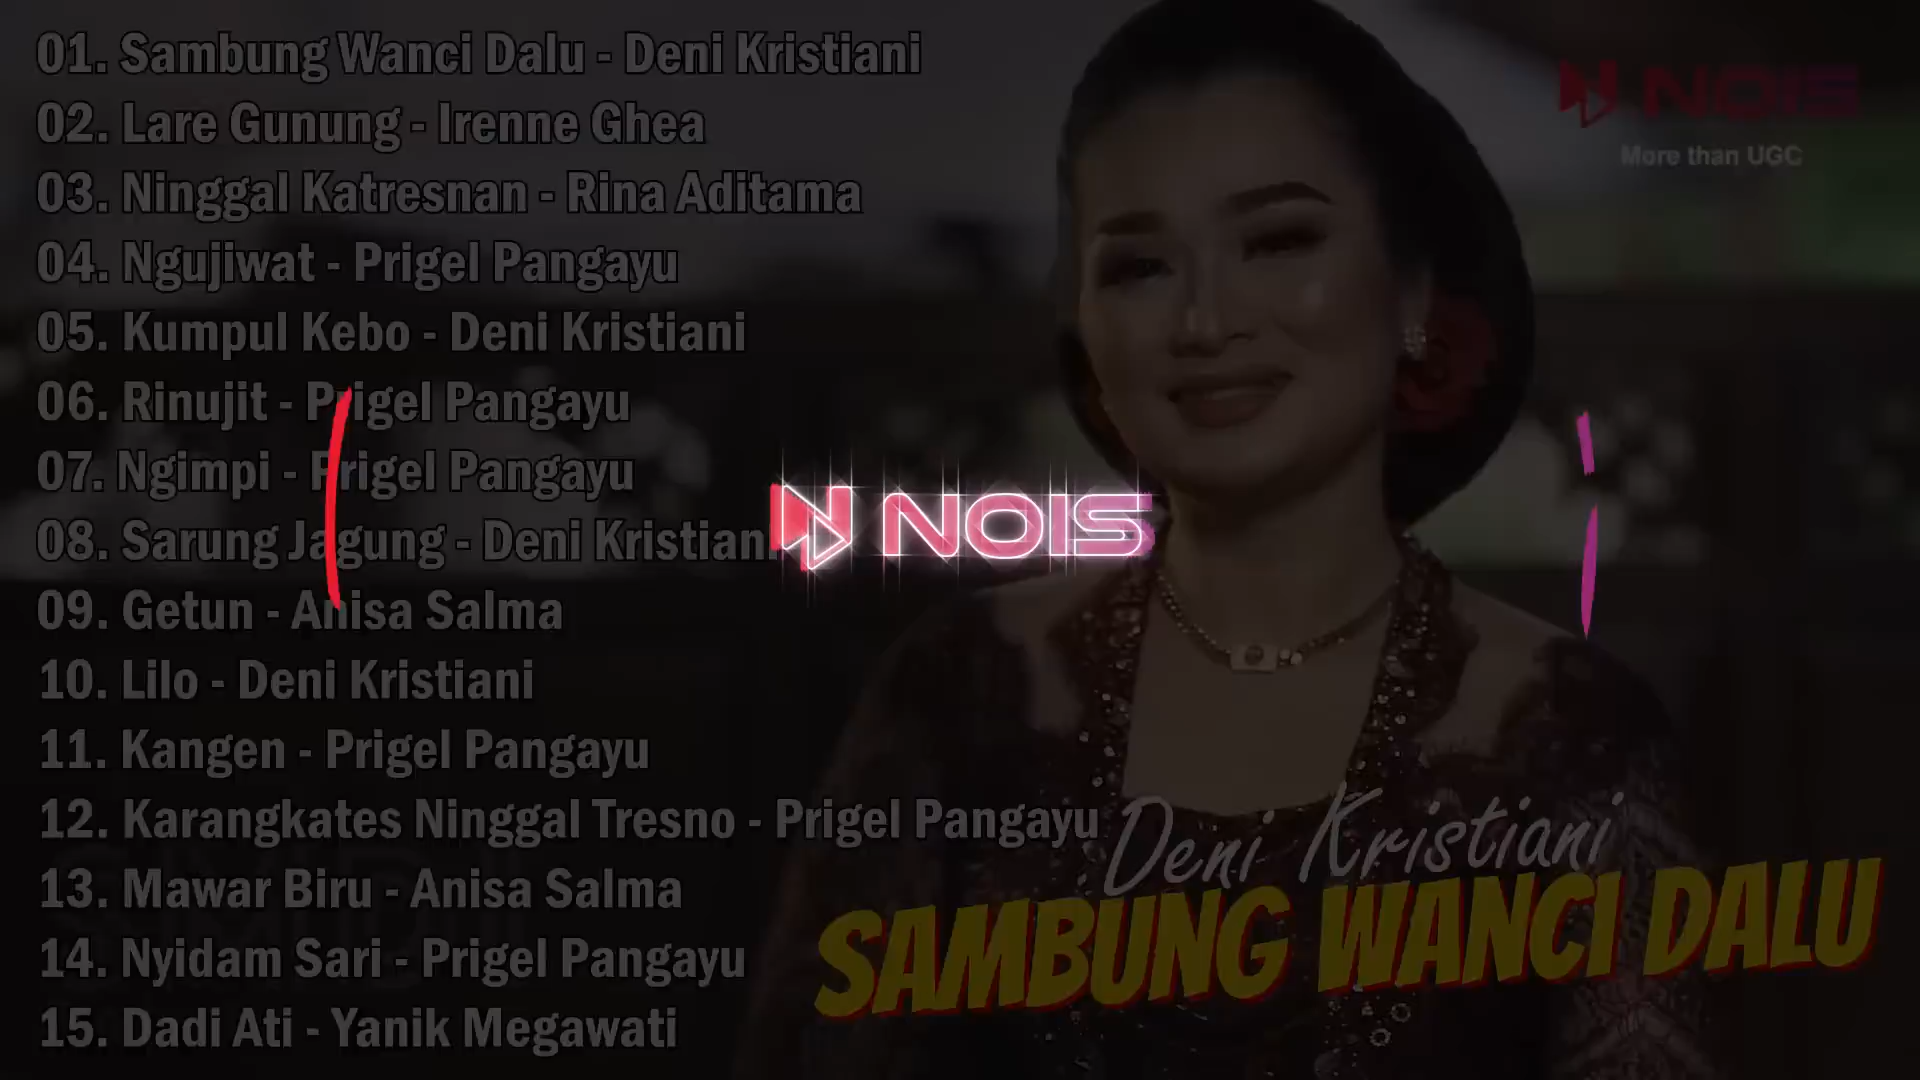 01. Sambung Wanci Dalu - Deni Kristiani
02. Lare Gunung - Irenne Ghea
03. Ninggal Katresnan - Rina Aditama
04. Ngujiwat - Prigel Pangayu
05. Kumpul Kebo - Deni Kristiani
06. Rinujit - Prigel Pangayu
07. Ngimpi - Prigel Pangayu
08. Sarung Jagung - Deni Kristiani
09. Getun - Anisa Salma
10. Lilo - Deni Kristiani
11. Kangen - Prigel Pangayu
12. Karangkates Ninggal Tresno - Prigel Pangayu
13. Mawar Biru - Anisa Salma
14. Nyidam Sari - Prigel Pangayu
15. Dadi Ati - Yanik Megawati
NOIS
More than UGC
NOIS
Deni Kristiani
SAMBUNG WANCI DALU